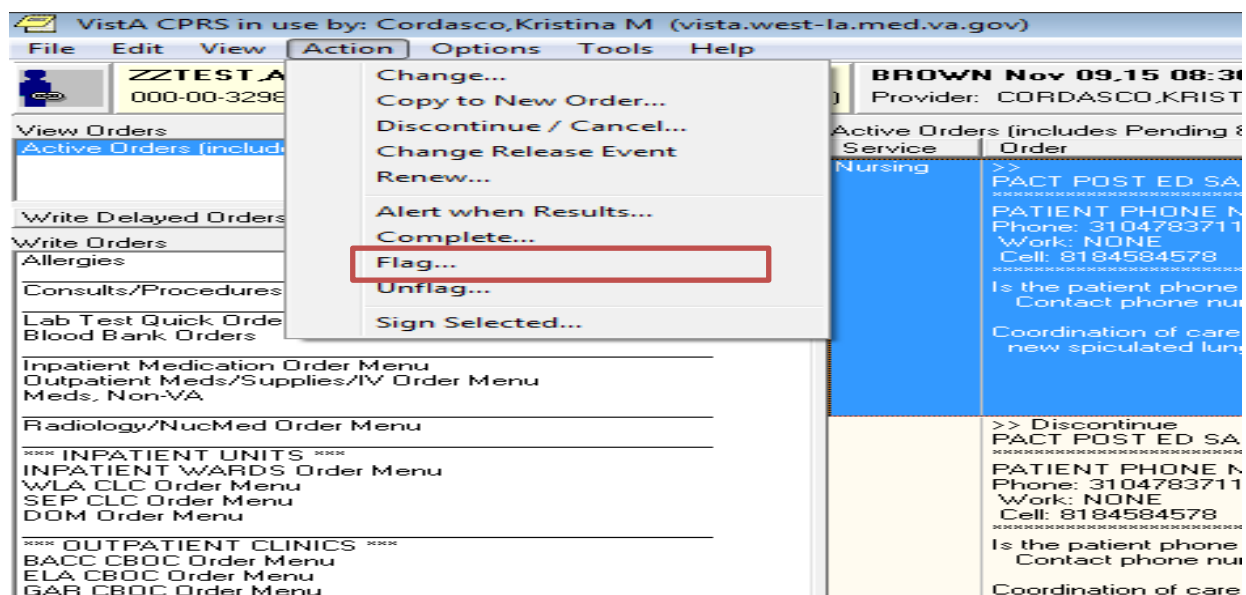 VistA CPRS in use by: Cordasco,Kristina M (vista.west-la.med.va.gov)
File Edit View Action Options Tools Help
ZZTEST,A
000-00-3298
BROWN Nov 09,15 08:30
Provider: CORDASCO,KRIST
Change...
Copy to New Order...
Discontinue / Cancel...
Change Release Event
Renew...
Alert when Results...
Complete...
Flag...
Unflag...
Sign Selected...
View Orders
Active Orders (includ
Write Delayed Orders
Write Orders
Allergies
Consults/Procedures
Lab Test Quick Orde
Blood Bank Orders
Inpatient Medication Order Menu
Outpatient Meds/Supplies/IV Order Menu
Meds, Non-VA
Radiology/NucMed Order Menu
*** INPATIENT UNITS ***
INPATIENT WARDS Order Menu
WLA CLC Order Menu
SEP CLC Order Menu
DOM Order Menu
*** OUTPATIENT CLINICS ***
BACC CBOC Order Menu
ELA CBOC Order Menu
GAR CBOC Order Menu
Active Orders (includes Pending &
Service Order
Nursing >>
PACT POST ED SA
PATIENT PHONE N
Phone: 3104783711
Work: NONE
Cell: 8184584578
Is the patient phone
Contact phone nu
Coordination of care
new spiculated lung
>> Discontinue
PACT POST ED SA
PATIENT PHONE N
Phone: 3104783711
Work: NONE
Cell: 8184584578
Is the patient phone
Contact phone nu
Coordination of care